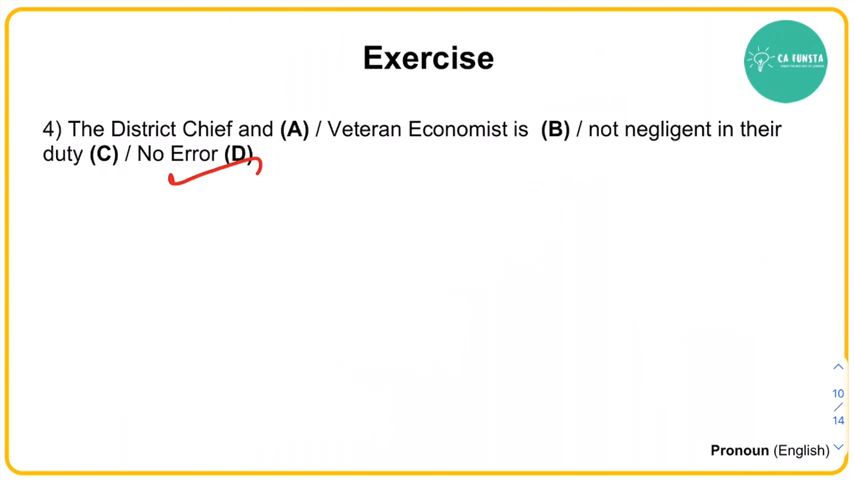 Exercise
CA FUNSTA
4) The District Chief and (A) / Veteran Economist is (B) / not negligent in their
duty (C) / No Error (D)
10
/
14
Pronoun (English)